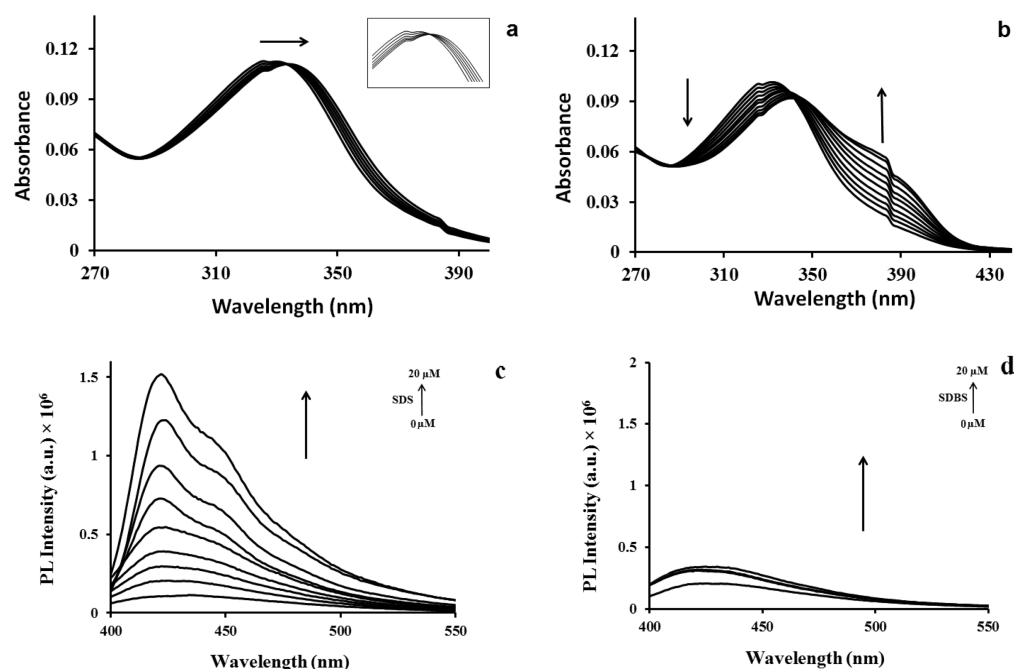 a
0.12
0.09
0.06
0.03
0
Absorbance
270
310
350
390
Wavelength (nm)
b
0.12
0.09
0.06
0.03
0
Absorbance
270
310
350
390
430
Wavelength (nm)
c
1.5
1
0.5
0
PL Intensity (a.u.) × 10⁶
20 µM
SDS
0 µM
400
450
500
550
Wavelength (nm)
d
2
1.5
1
0.5
0
PL Intensity (a.u.) × 10⁶
20 µM
SDBS
0 µM
400
450
500
550
Wavelength (nm)